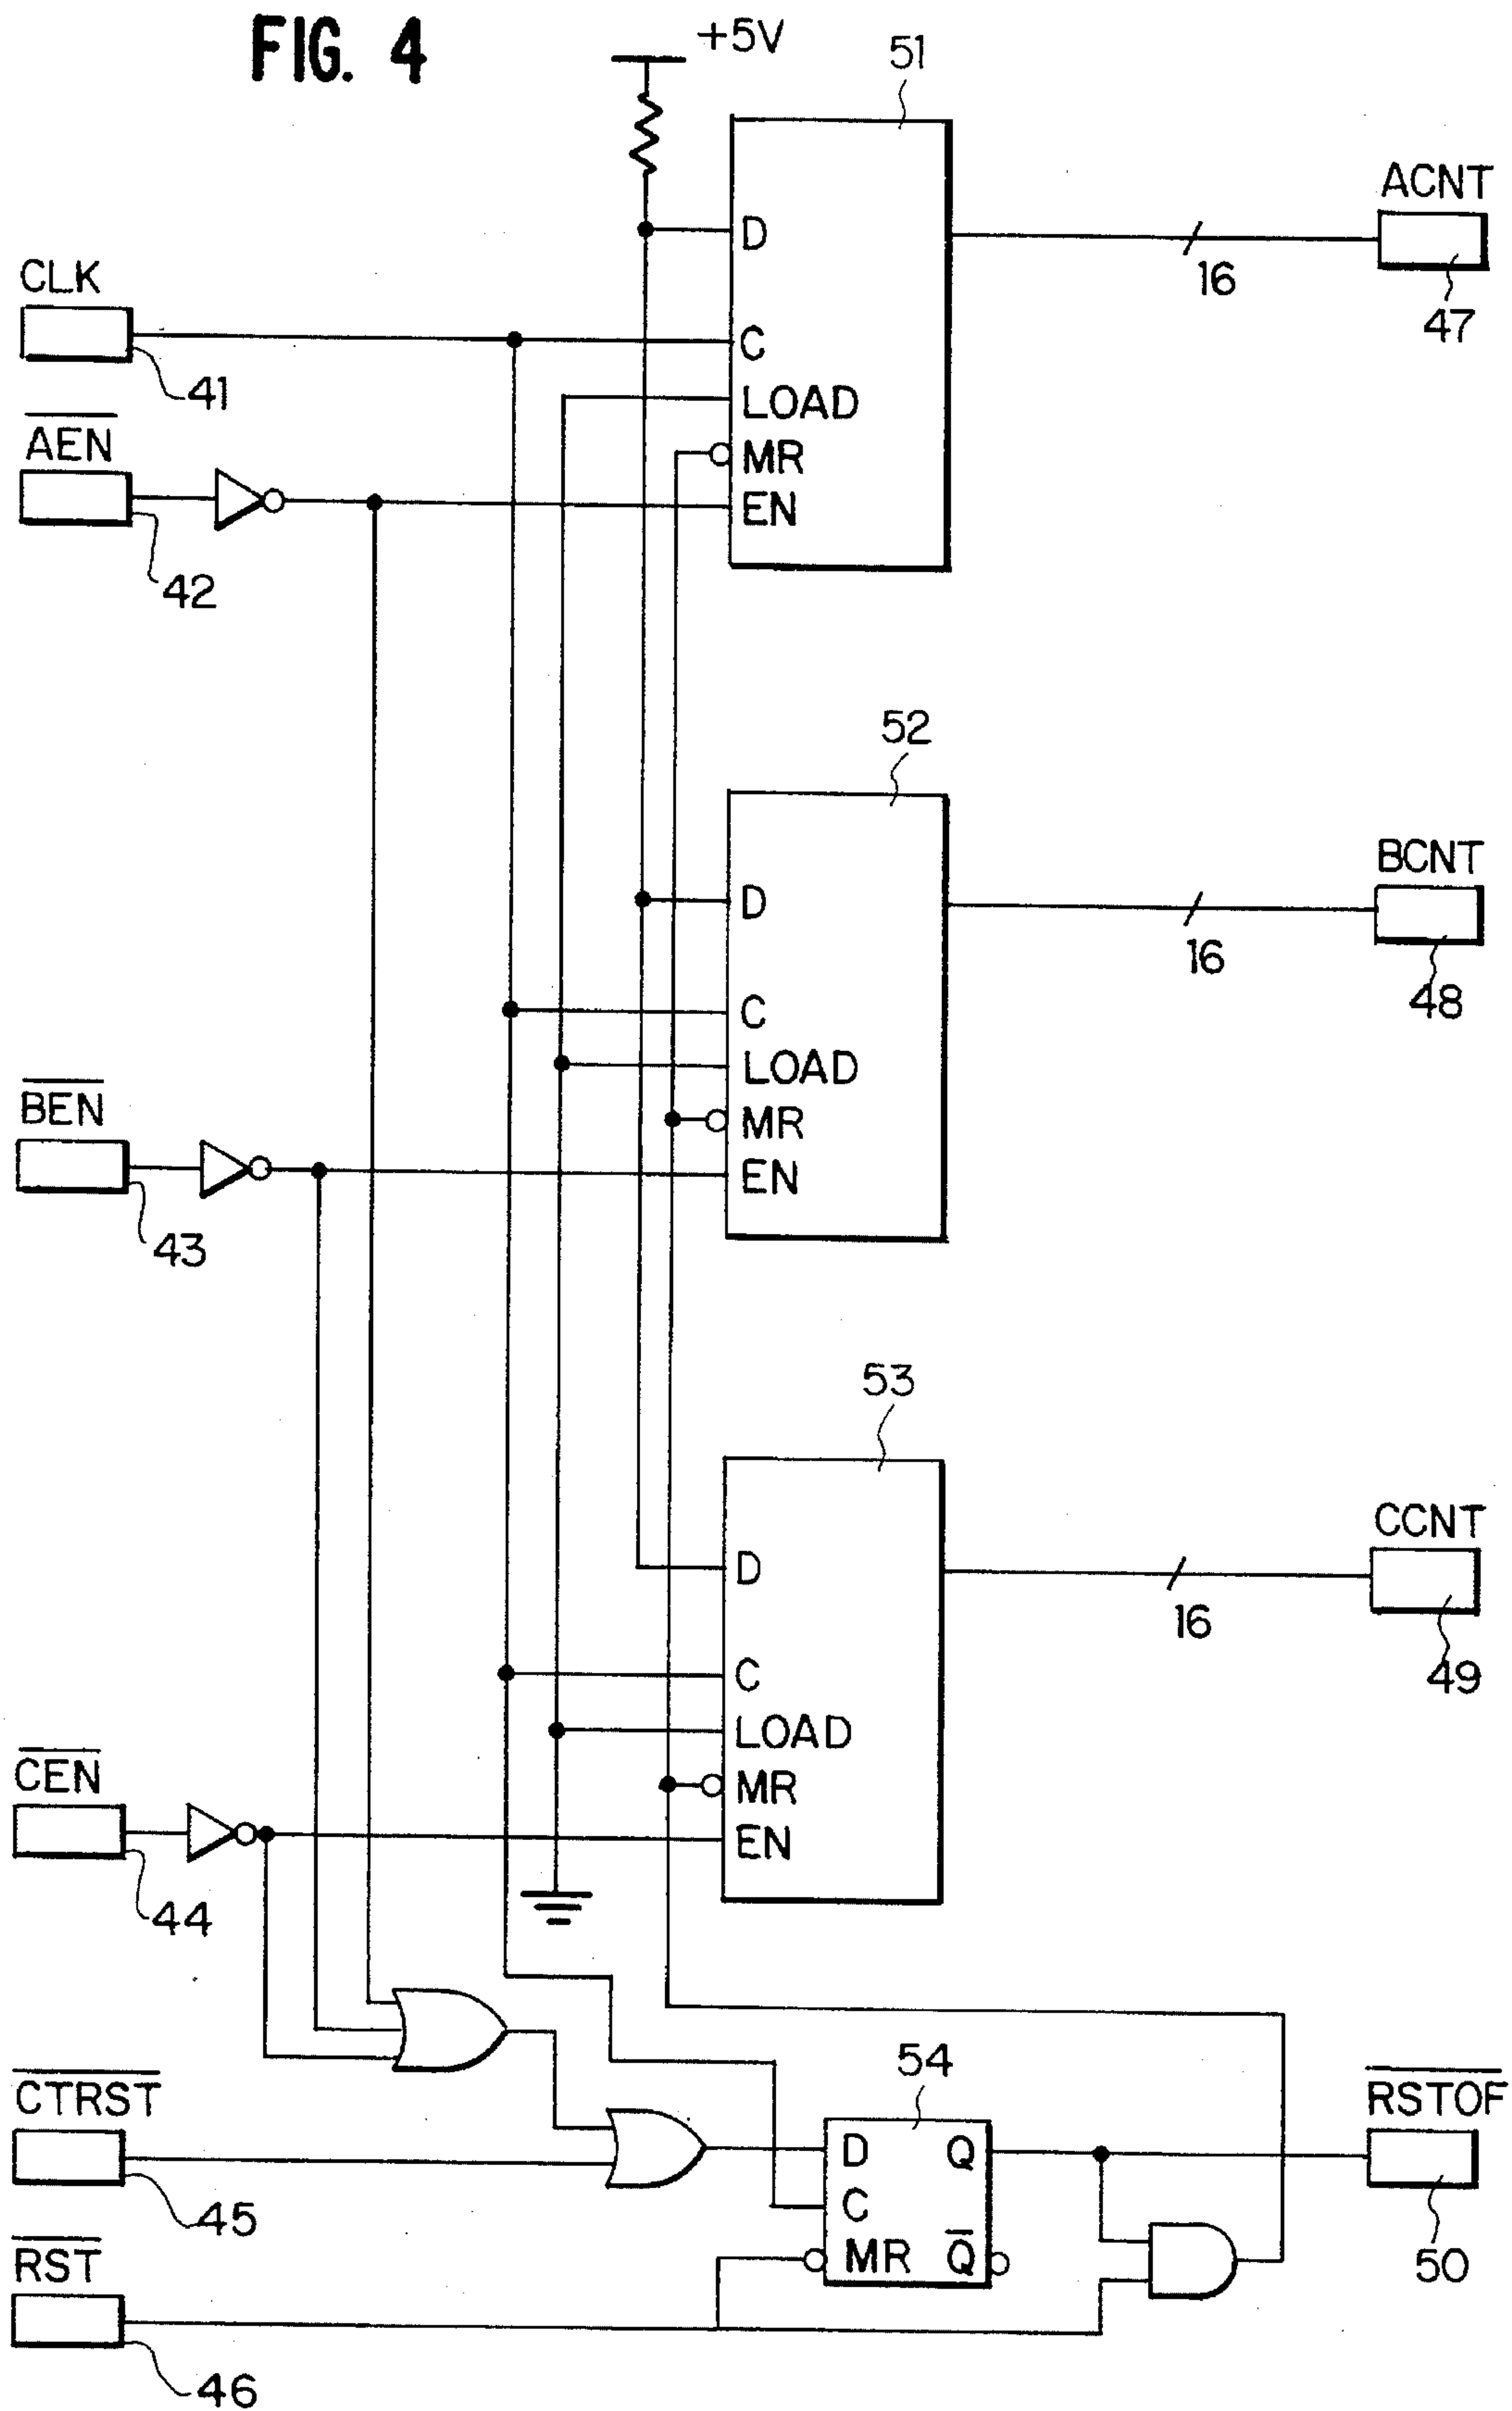 FIG. 4
+5V
51
ACNT
D
16
47
CLK
C
41
LOAD
AEN
MR
EN
42
52
BCNT
D
16
48
C
LOAD
BEN
MR
EN
43
53
CCNT
D
16
49
C
LOAD
CEN
MR
EN
44
54
CTRST
RSTOF
D Q
C
45
RST
MR Q
50
46